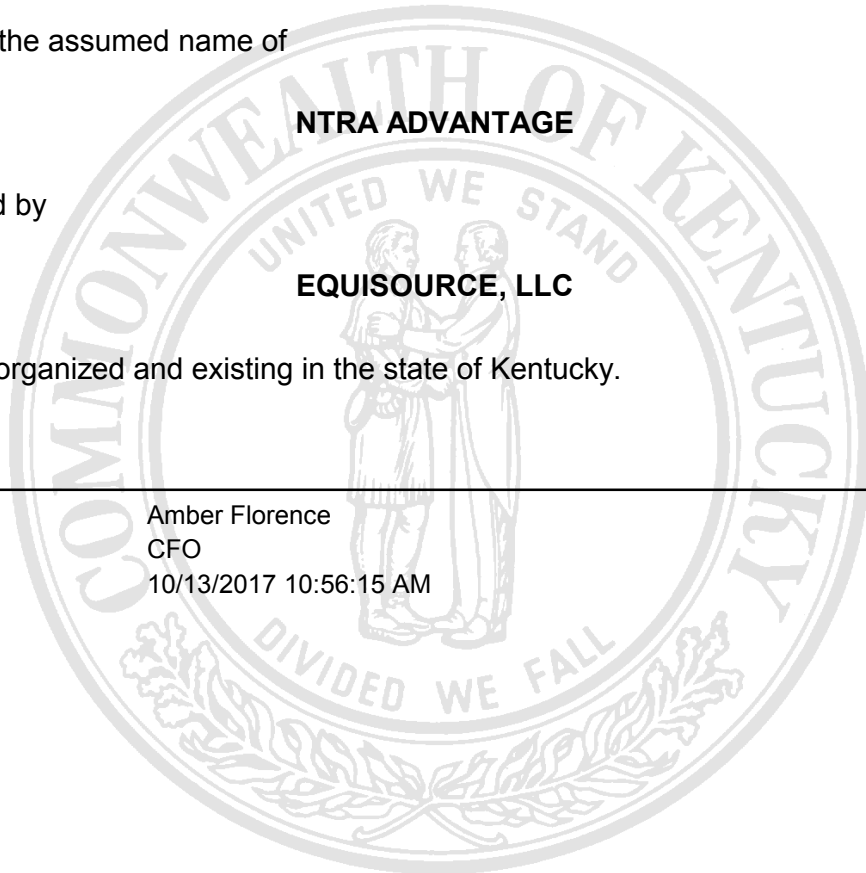 the assumed name of
NTRA ADVANTAGE
d by
EQUISOURCE, LLC
organized and existing in the state of Kentucky.
Amber Florence
CFO
10/13/2017 10:56:15 AM
COMMONWEALTH OF KENTUCKY
UNITED WE STAND
DIVIDED WE FALL